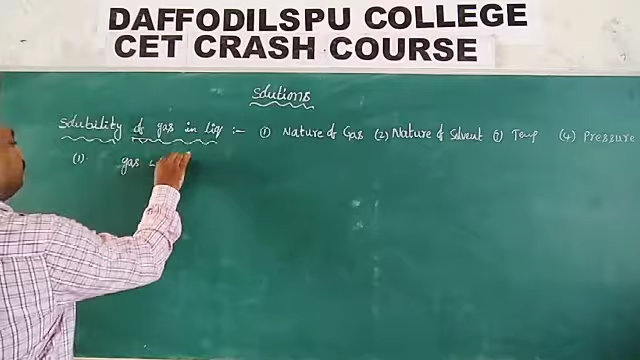 DAFFODILSPU COLLEGE
CET CRASH COURSE
Solutions
Solubility of gas in liq :- (1) Nature of Gas (2) Nature of Solvent (3) Temp (4) Pressure
(1). gas